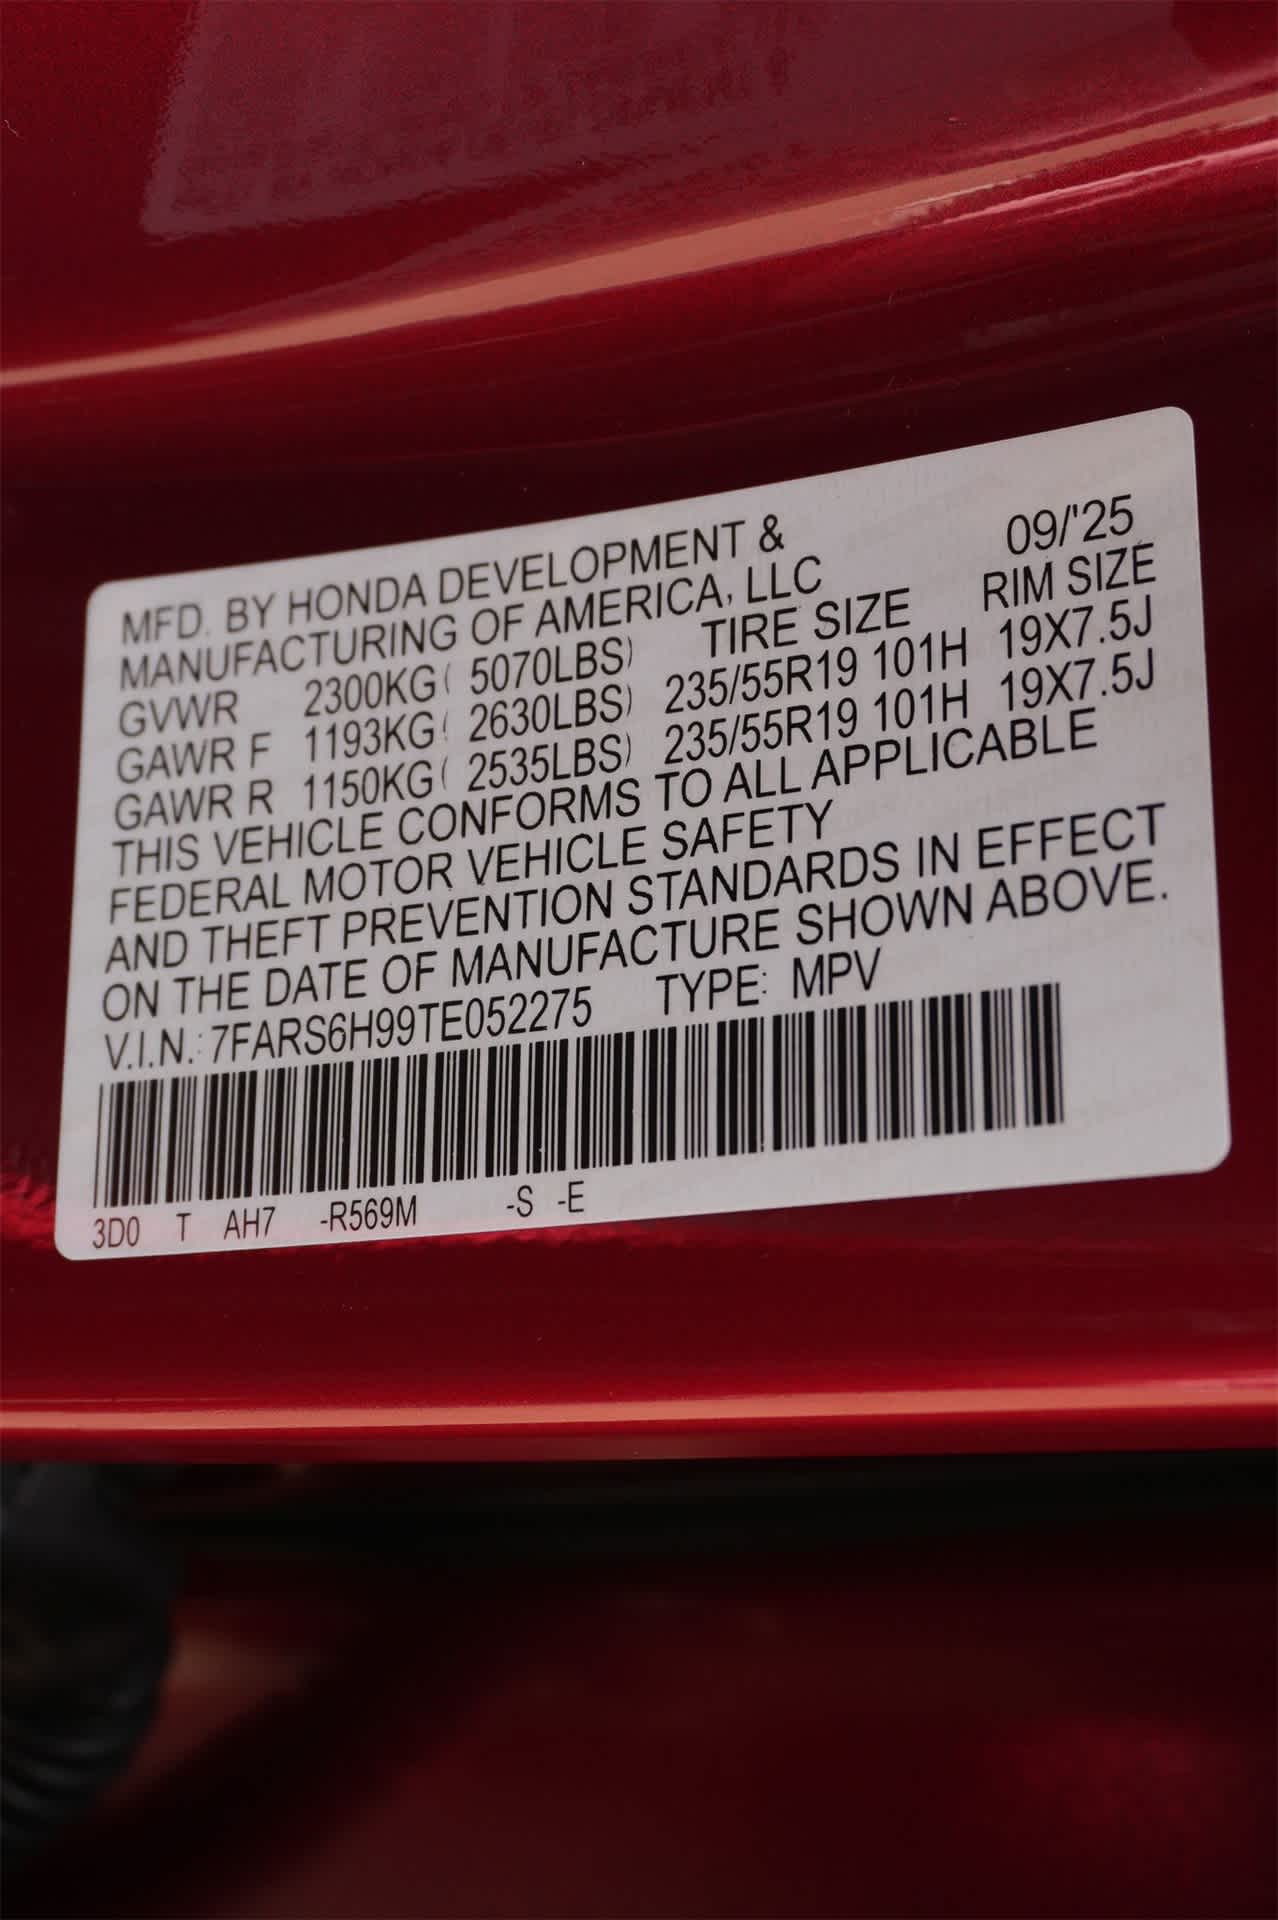 09/'25
MFD. BY HONDA DEVELOPMENT &
MANUFACTURING OF AMERICA, LLC
TIRE SIZE RIM SIZE
GVWR 2300KG( 5070LBS)
GAWR F 1193KG( 2630LBS) 235/55R19 101H 19X7.5J
GAWR R 1150KG( 2535LBS) 235/55R19 101H 19X7.5J
THIS VEHICLE CONFORMS TO ALL APPLICABLE
FEDERAL MOTOR VEHICLE SAFETY
AND THEFT PREVENTION STANDARDS IN EFFECT
ON THE DATE OF MANUFACTURE SHOWN ABOVE.
V.I.N.: 7FARS6H99TE052275 TYPE: MPV
3D0 T AH7 -R569M -S -E